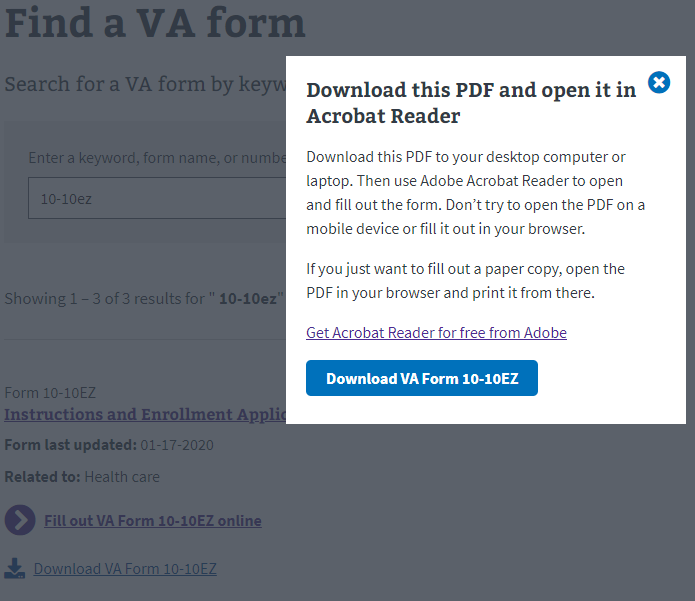 Find a VA form
Search for a VA form by keyw
Enter a keyword, form name, or numbe
10-10ez
Showing 1 – 3 of 3 results for " 10-10ez"
Form 10-10EZ
Instructions and Enrollment Applic
Form last updated: 01-17-2020
Related to: Health care
Fill out VA Form 10-10EZ online
Download VA Form 10-10EZ
Download this PDF and open it in
Acrobat Reader
Download this PDF to your desktop computer or
laptop. Then use Adobe Acrobat Reader to open
and fill out the form. Don’t try to open the PDF on a
mobile device or fill it out in your browser.
If you just want to fill out a paper copy, open the
PDF in your browser and print it from there.
Get Acrobat Reader for free from Adobe
Download VA Form 10-10EZ